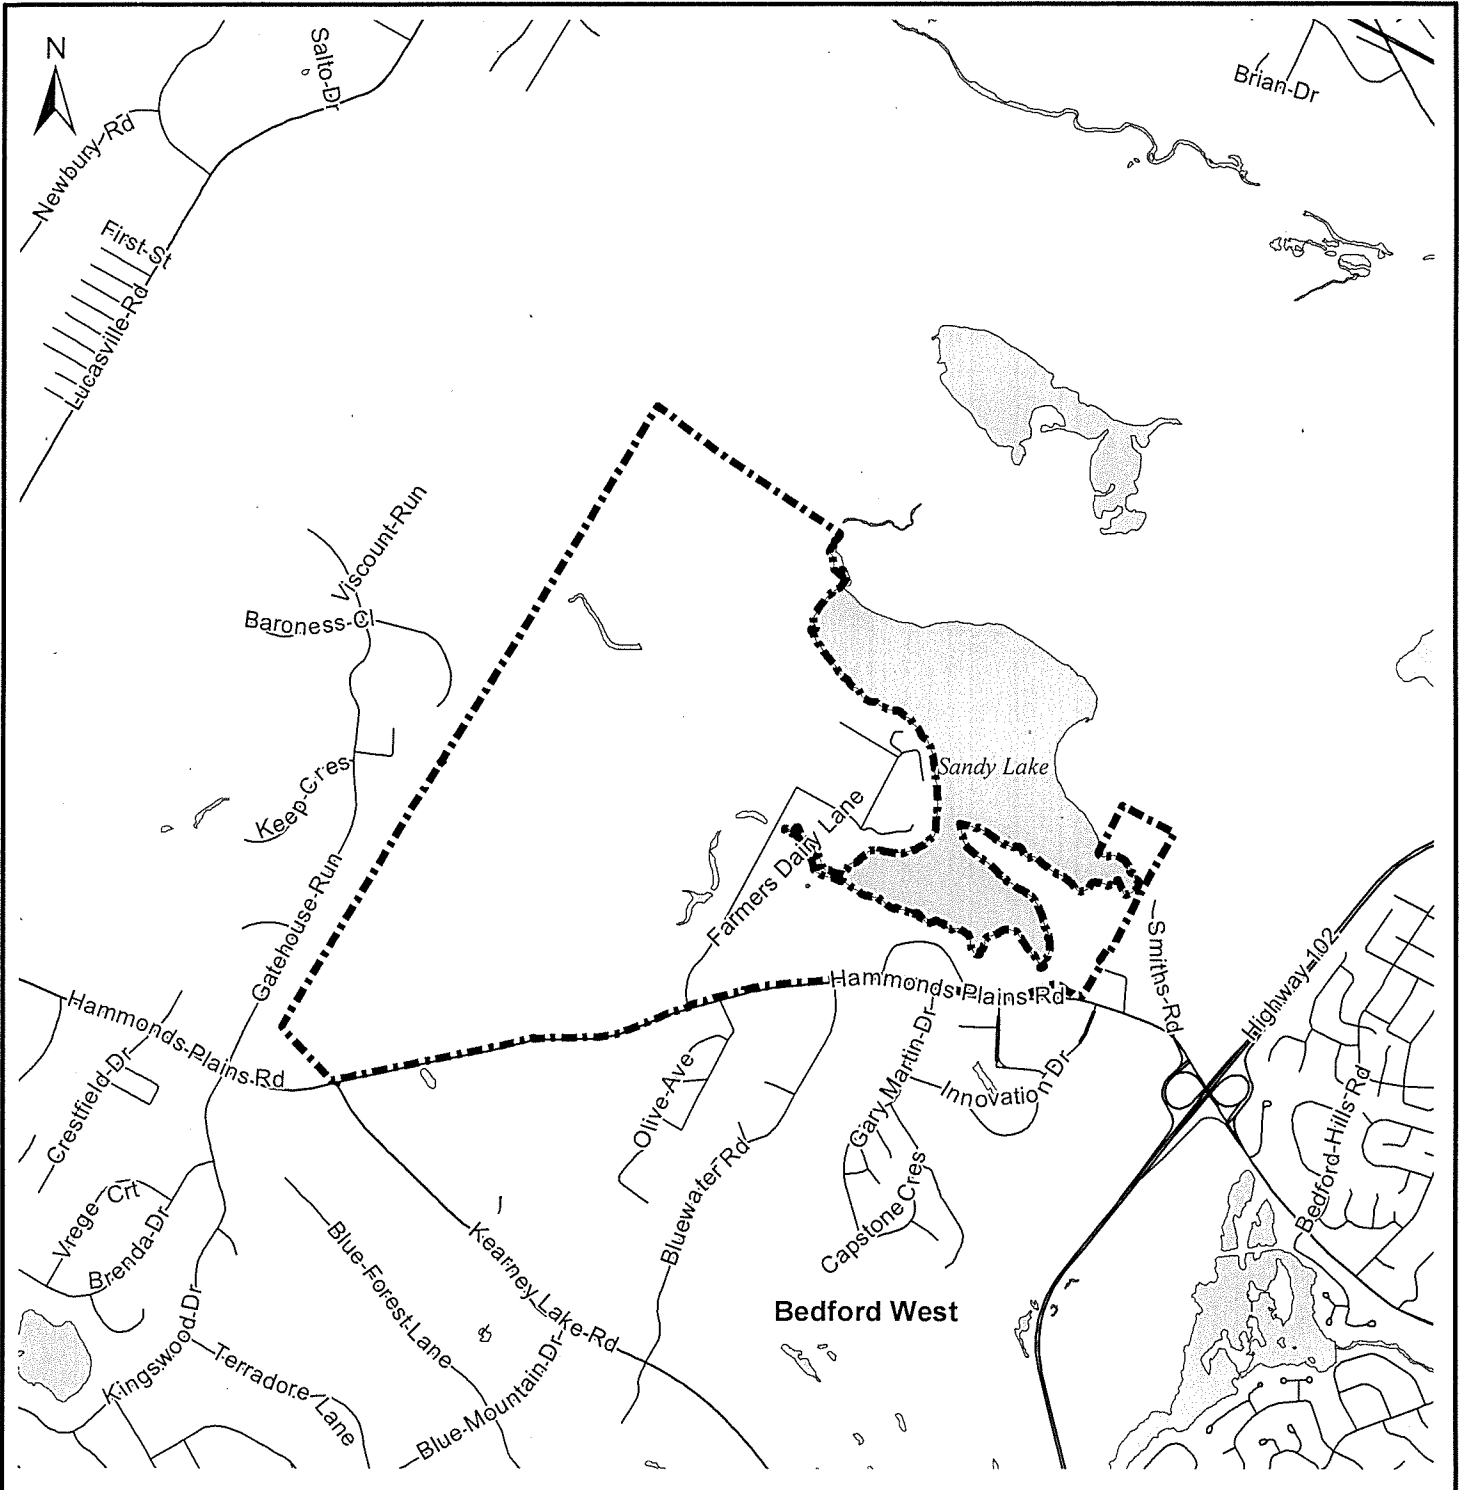 N
Salto-Dr
Brian-Dr
Newbury-Rd
First-St
Lucasville-Rd
Viscount-Run
Baroness-Cl
Keep-Cres
Sandy Lake
Farmers Dairy Lane
Gatehouse-Run
Smiths-Rd
Highway-102
Hammonds-Plains-Rd
Hammonds-Plains-Rd
Crestfield-Dr
Olive-Ave
Gary Martin-Dr
Innovation-Dr
Bedford-Hills-Rd
Vrege Crt
Brenda-Dr
Bluewater Rd
Capstone Cres
Blue-Forest-Lane
Kearney Lake-Rd
Bedford West
Kingswood-Dr
Terradore-Lane
Blue-Mountain-Dr